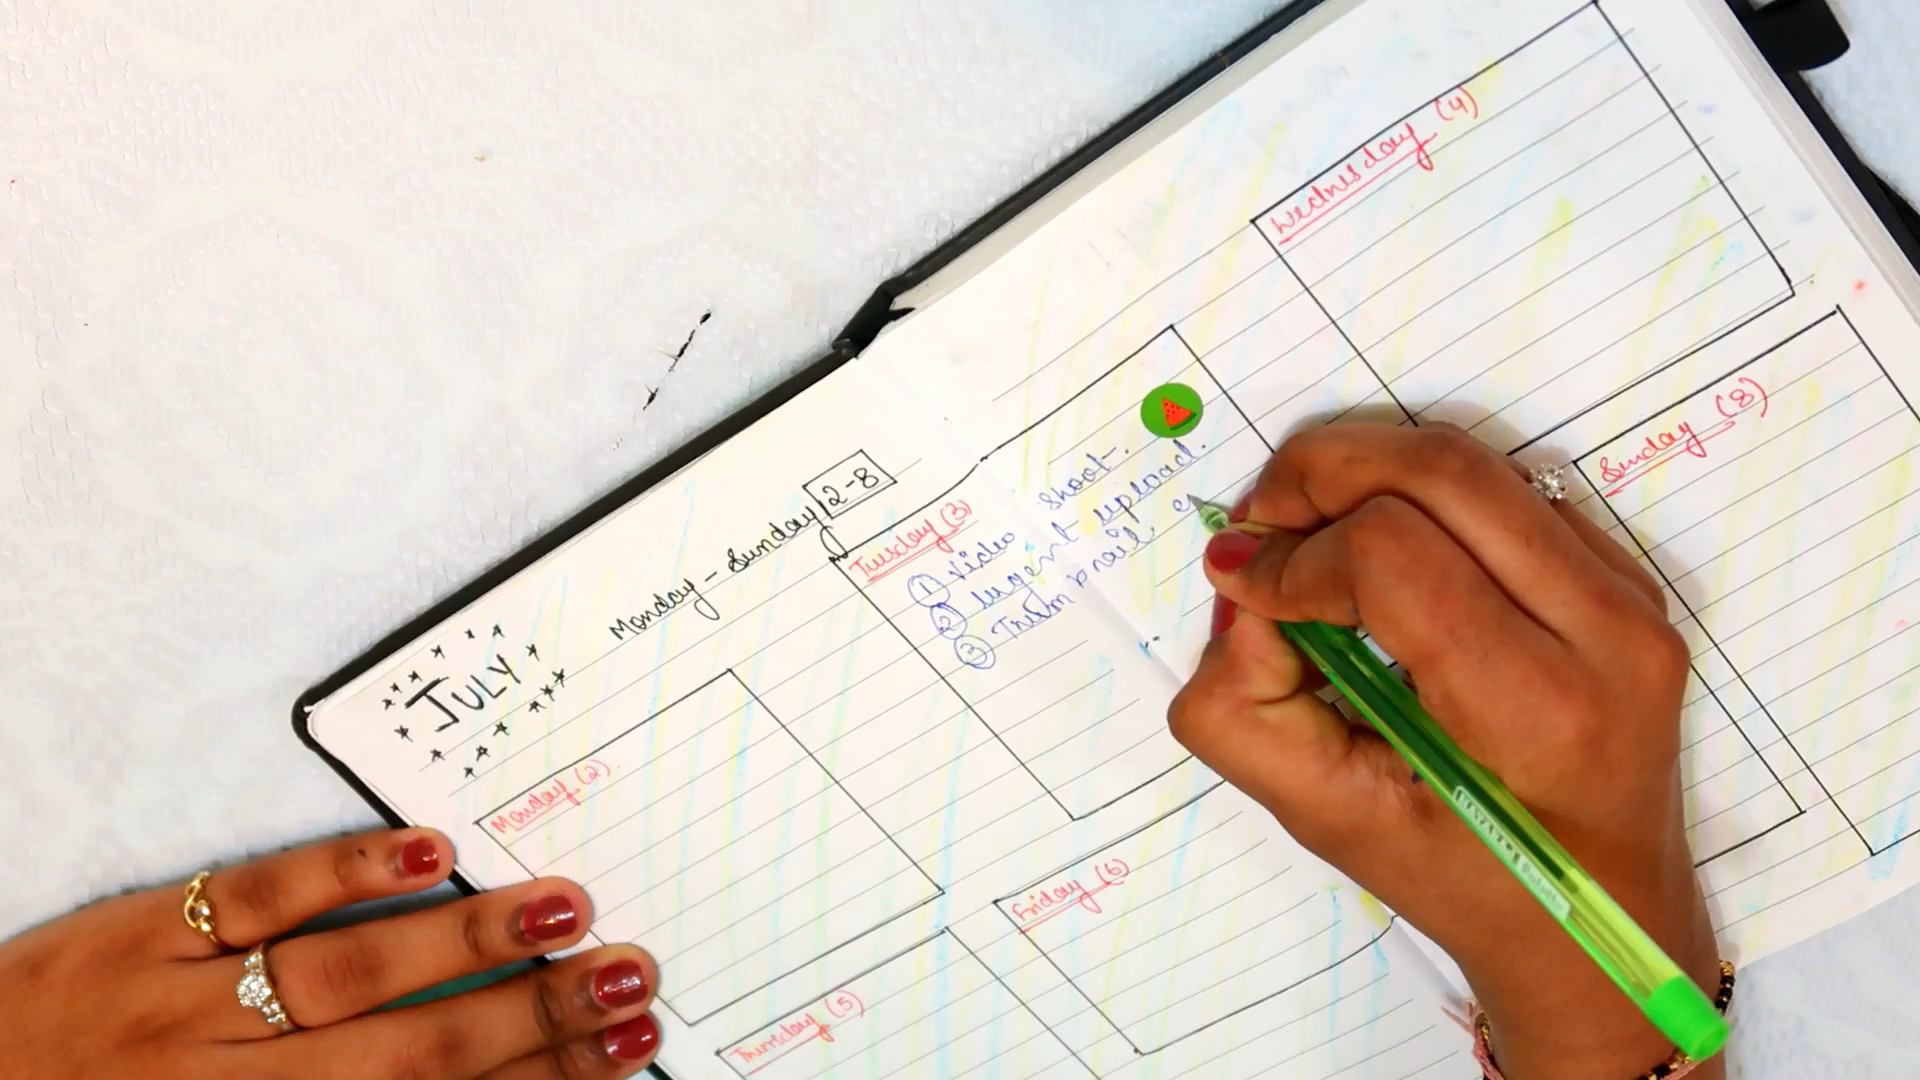 JULY
Monday - Sunday 2-8
Monday (2).
Tuesday (3)
① Video shoot.
② urgent upload.
③ Thumbnail
Wednesday (4)
Thursday (5)
Friday (6)
Sunday (8)